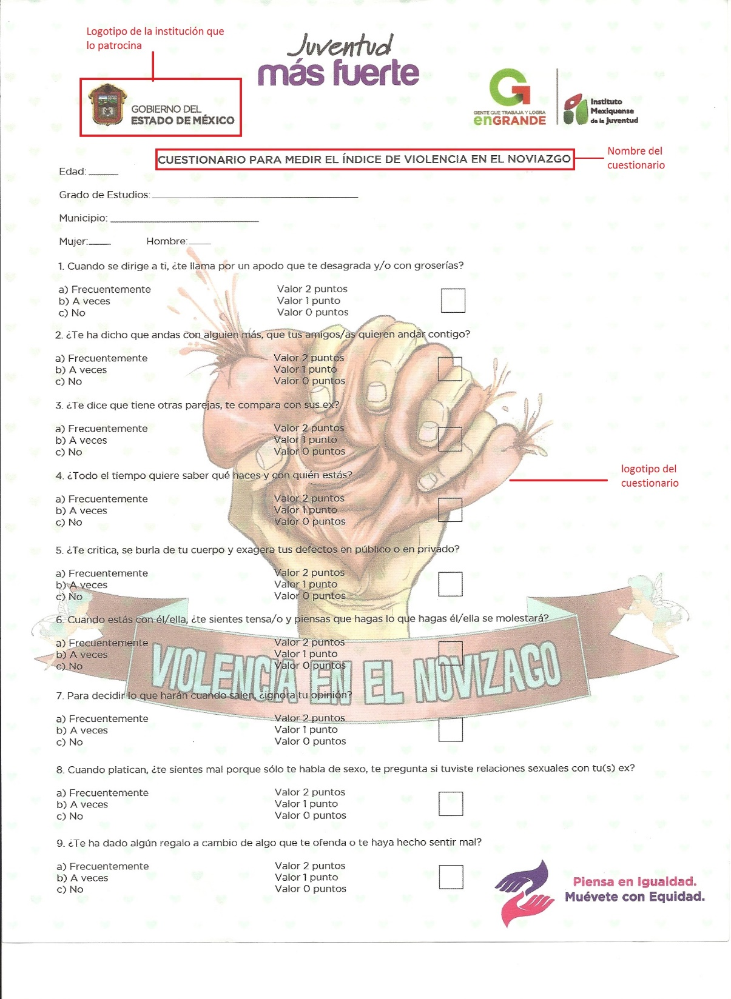 Logotipo de la institución que
lo patrocina
Juventud
más fuerte
GOBIERNO DEL
ESTADO DE MÉXICO
GENTE QUE TRABAJA Y LOGRA
enGRANDE
Instituto
Mexiquense
de la Juventud
CUESTIONARIO PARA MEDIR EL ÍNDICE DE VIOLENCIA EN EL NOVIAZGO
Nombre del
cuestionario
Edad:
Grado de Estudios:
Municipio:
Mujer: Hombre:
1. Cuando se dirige a ti, ¿te llama por un apodo que te desagrada y/o con groserías?
a) Frecuentemente Valor 2 puntos
b) A veces Valor 1 punto
c) No Valor 0 puntos
2. ¿Te ha dicho que andas con alguien más, que tus amigos/as quieren andar contigo?
a) Frecuentemente Valor 2 puntos
b) A veces Valor 1 punto
c) No Valor 0 puntos
3. ¿Te dice que tiene otras parejas, te compara con sus ex?
a) Frecuentemente Valor 2 puntos
b) A veces Valor 1 punto
c) No Valor 0 puntos
4. ¿Todo el tiempo quiere saber qué haces y con quién estás?
logotipo del
cuestionario
a) Frecuentemente Valor 2 puntos
b) A veces Valor 1 punto
c) No Valor 0 puntos
5. ¿Te critica, se burla de tu cuerpo y exagera tus defectos en público o en privado?
a) Frecuentemente Valor 2 puntos
b) A veces Valor 1 punto
c) No Valor 0 puntos
6. Cuando estás con él/ella, ¿te sientes tensa/o y piensas que hagas lo que hagas él/ella se molestará?
a) Frecuentemente Valor 2 puntos
b) A veces Valor 1 punto
c) No Valor 0 puntos
VIOLENCIA EN EL NOVIZAGO
7. Para decidir lo que harán cuando salen, ¿ignora tu opinión?
a) Frecuentemente Valor 2 puntos
b) A veces Valor 1 punto
c) No Valor 0 puntos
8. Cuando platican, ¿te sientes mal porque sólo te habla de sexo, te pregunta si tuviste relaciones sexuales con tu(s) ex?
a) Frecuentemente Valor 2 puntos
b) A veces Valor 1 punto
c) No Valor 0 puntos
9. ¿Te ha dado algún regalo a cambio de algo que te ofenda o te haya hecho sentir mal?
a) Frecuentemente Valor 2 puntos
b) A veces Valor 1 punto
c) No Valor 0 puntos
Piensa en Igualdad.
Muévete con Equidad.